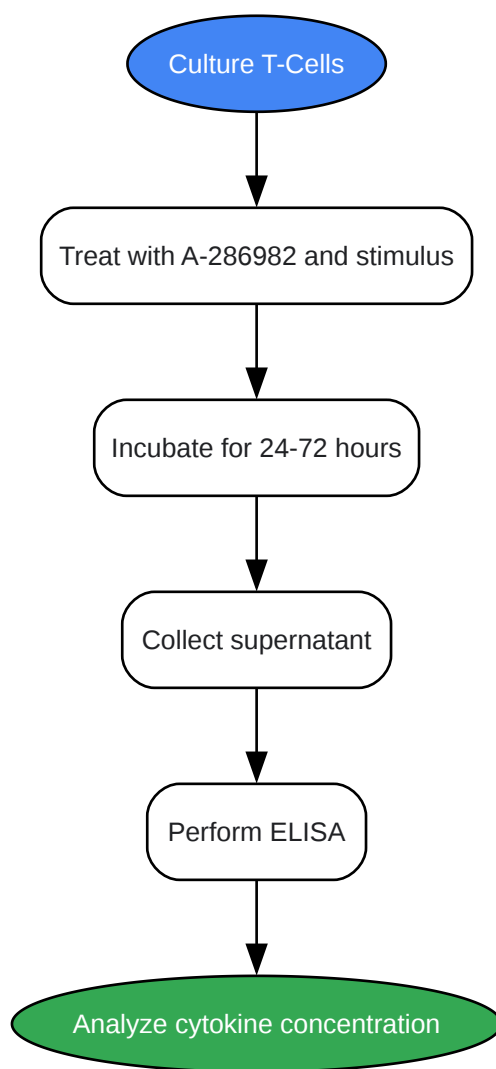 Culture T-Cells
Treat with A-286982 and stimulus
Incubate for 24-72 hours
Collect supernatant
Perform ELISA
Analyze cytokine concentration